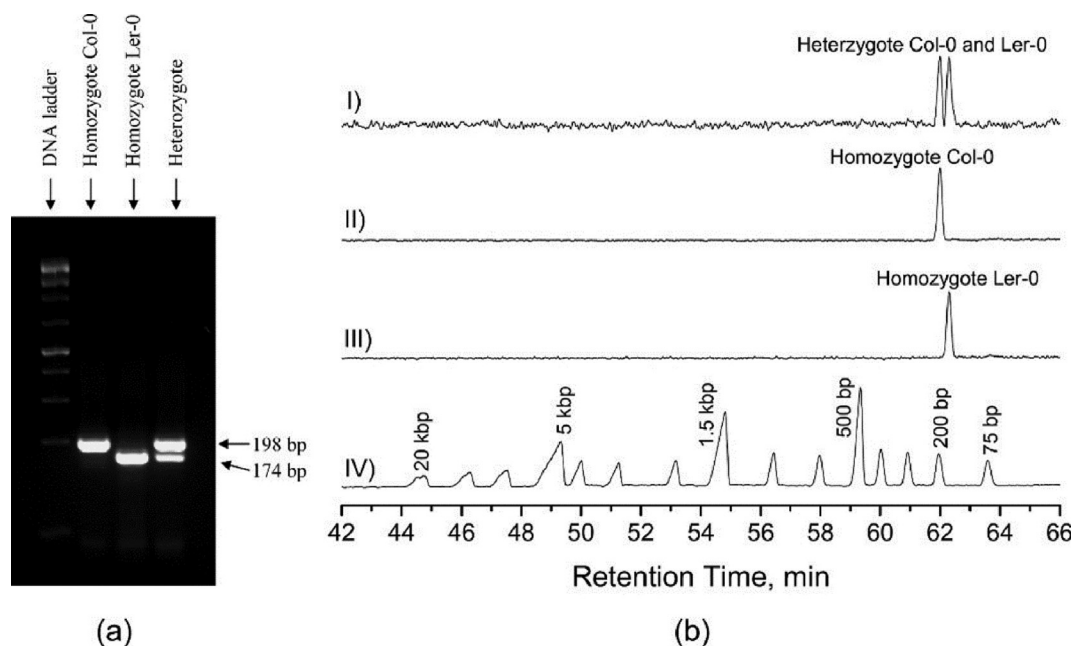 DNA ladder
Homozygote Col-0
Homozygote Ler-0
Heterozygote
198 bp
174 bp
(a)
Heterzygote Col-0 and Ler-0
I)
Homozygote Col-0
II)
Homozygote Ler-0
III)
20 kbp
5 kbp
1.5 kbp
500 bp
200 bp
75 bp
IV)
42 44 46 48 50 52 54 56 58 60 62 64 66
Retention Time, min
(b)